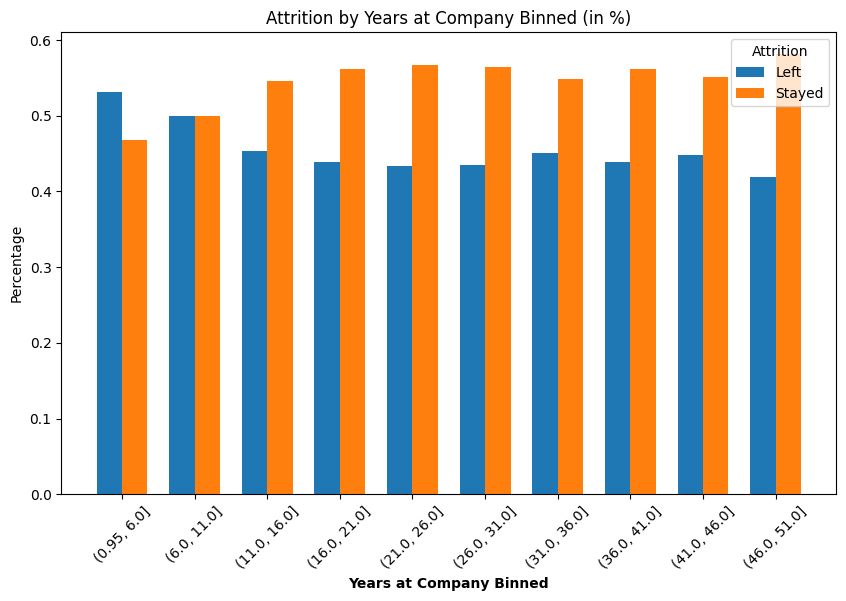 Attrition by Years at Company Binned (in %)
Attrition
Left
Stayed
Percentage
0.6
0.5
0.4
0.3
0.2
0.1
0.0
(0.95, 6.0]
(6.0, 11.0]
(11.0, 16.0]
(16.0, 21.0]
(21.0, 26.0]
(26.0, 31.0]
(31.0, 36.0]
(36.0, 41.0]
(41.0, 46.0]
(46.0, 51.0]
Years at Company Binned